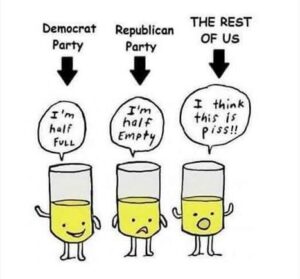 Democrat
Party
Republican
Party
THE REST
OF US
I'm
half
FULL
I'm
half
Empty
I think
this is
piss!!